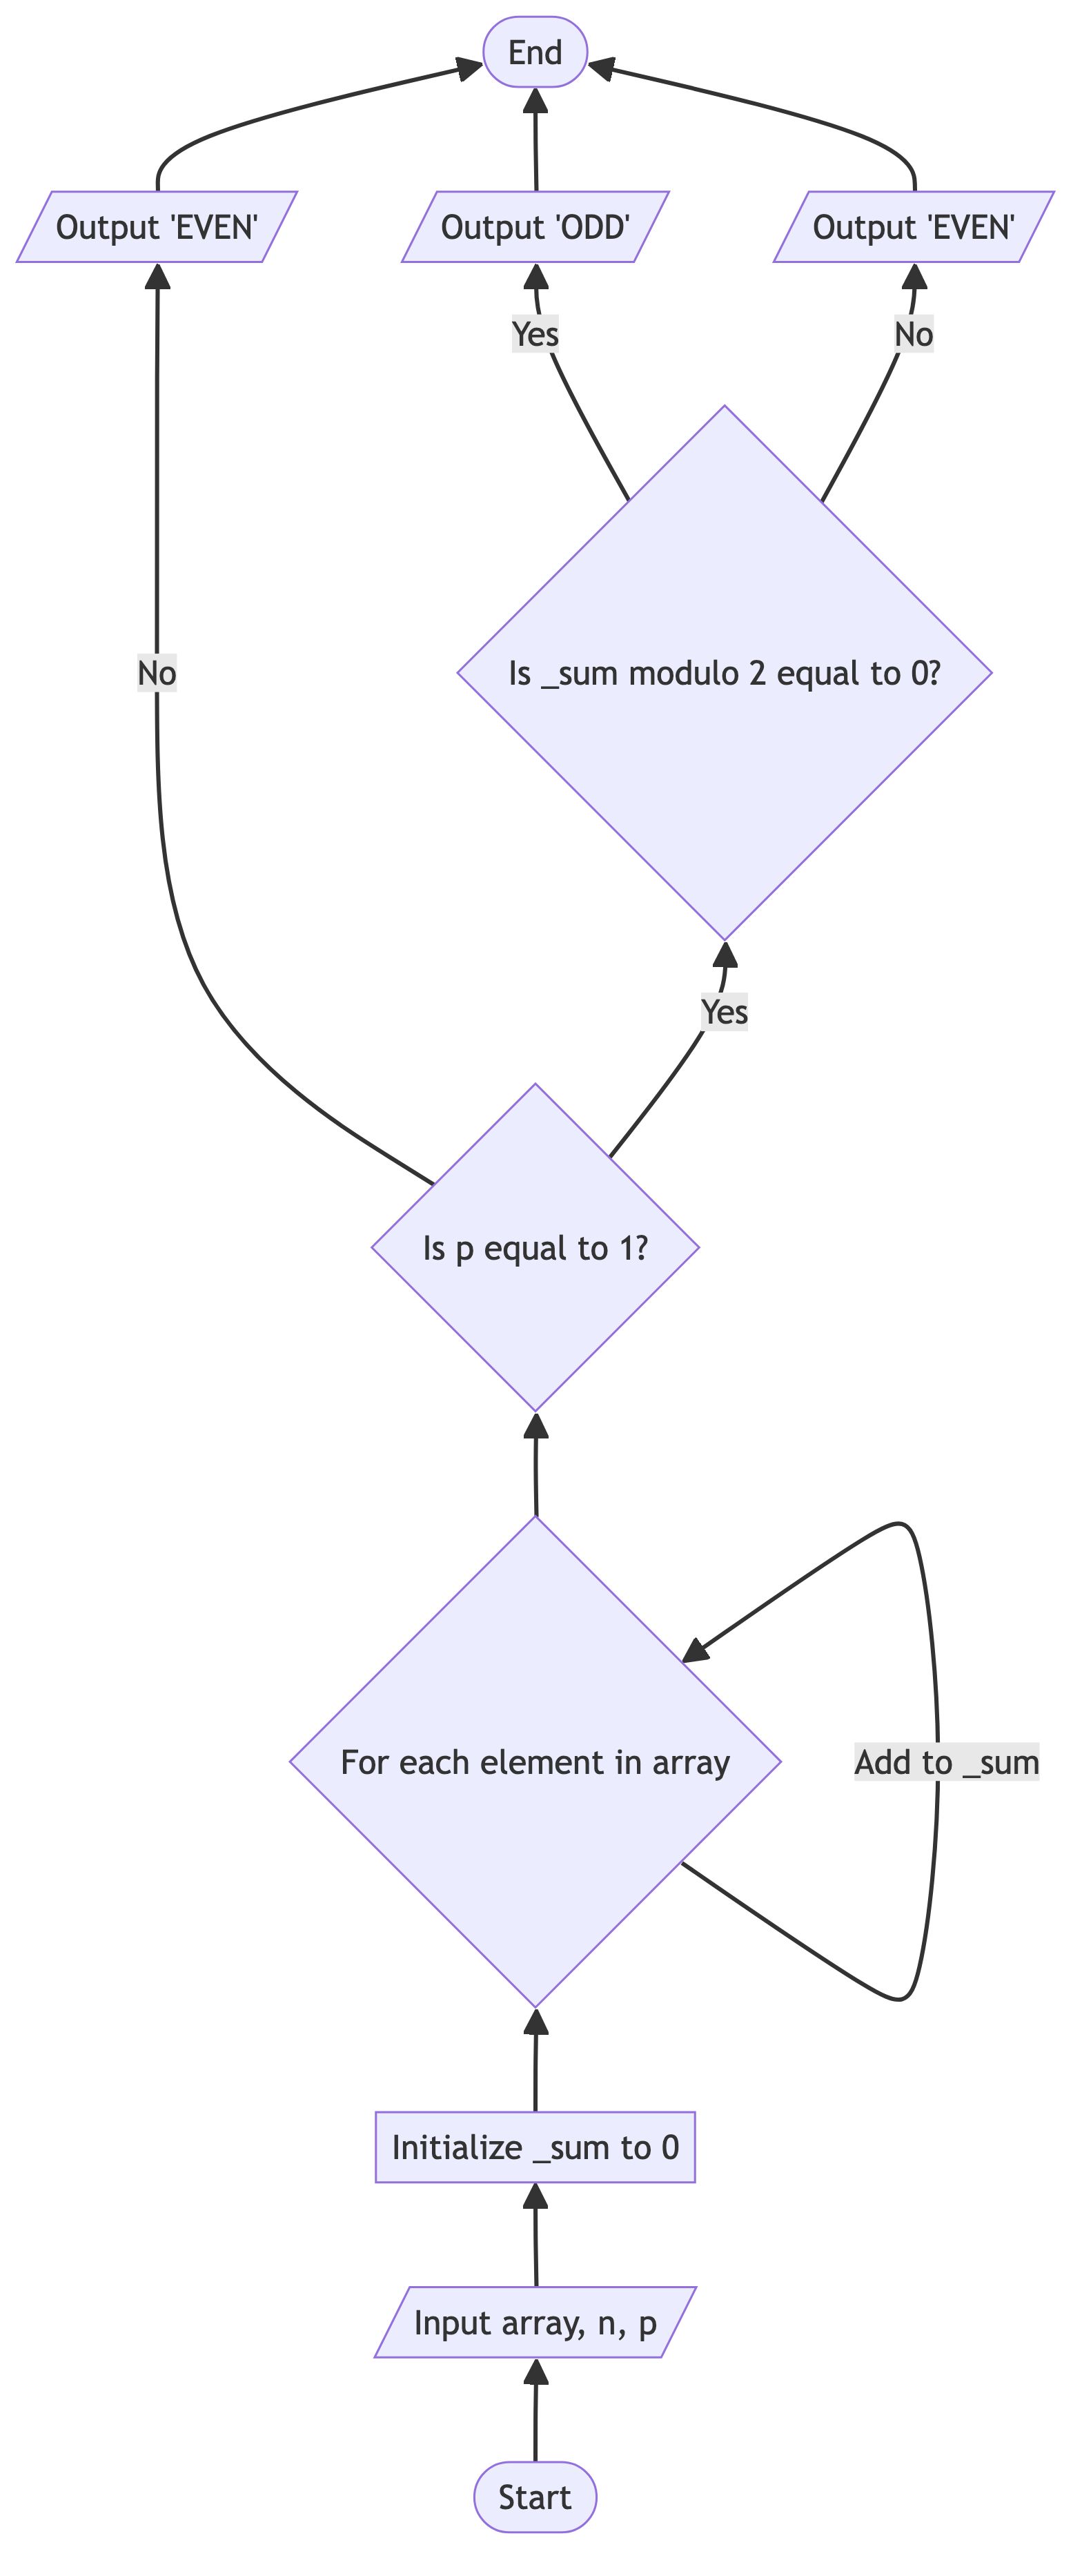 End
Output 'EVEN'
Output 'ODD'
Output 'EVEN'
Yes
No
No
Is _sum modulo 2 equal to 0?
Yes
Is p equal to 1?
For each element in array
Add to _sum
Initialize _sum to 0
Input array, n, p
Start